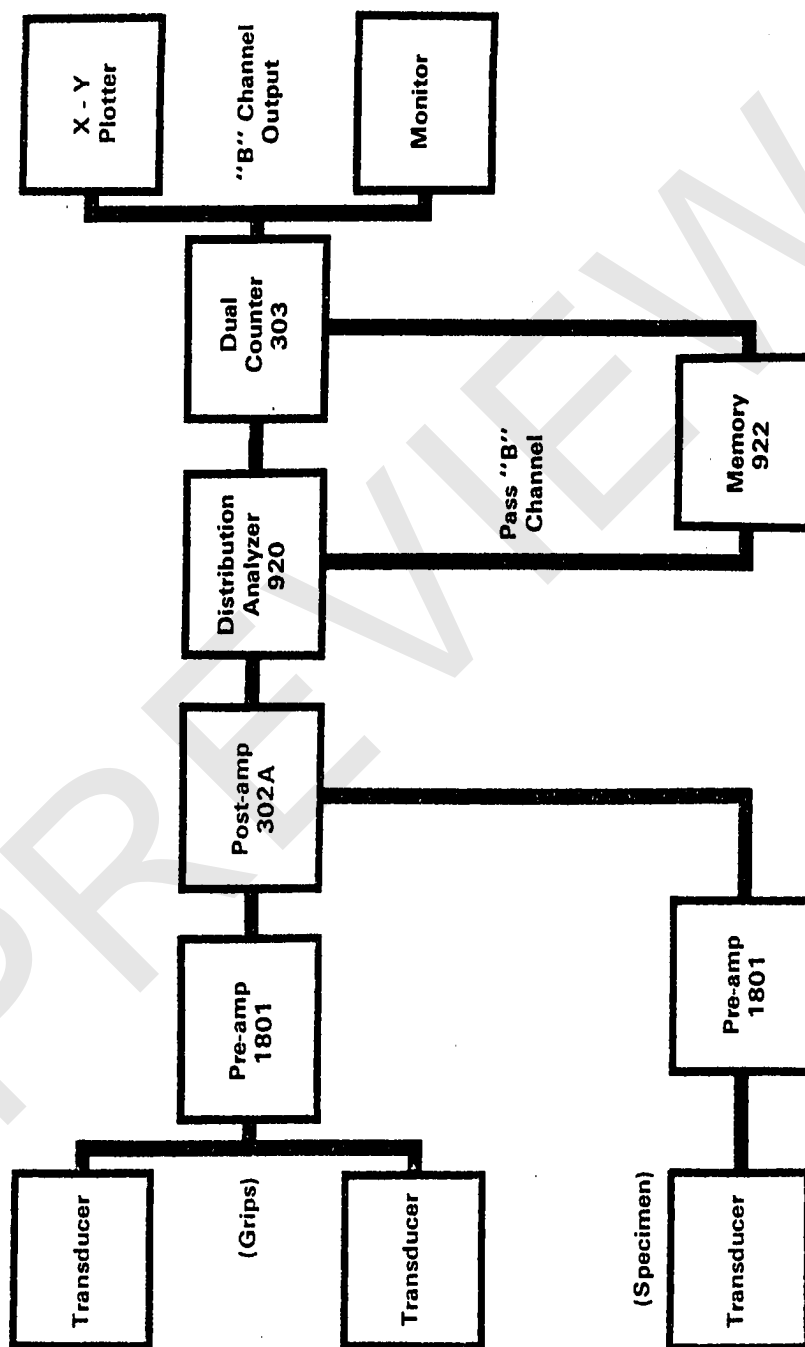 X - Y
Plotter
"B" Channel
Output
Monitor
Dual
Counter
303
Distribution
Analyzer
920
Pass "B"
Channel
Memory
922
Post-amp
302A
Pre-amp
1801
Pre-amp
1801
Transducer
(Grips)
Transducer
(Specimen)
Transducer
PREVIEW